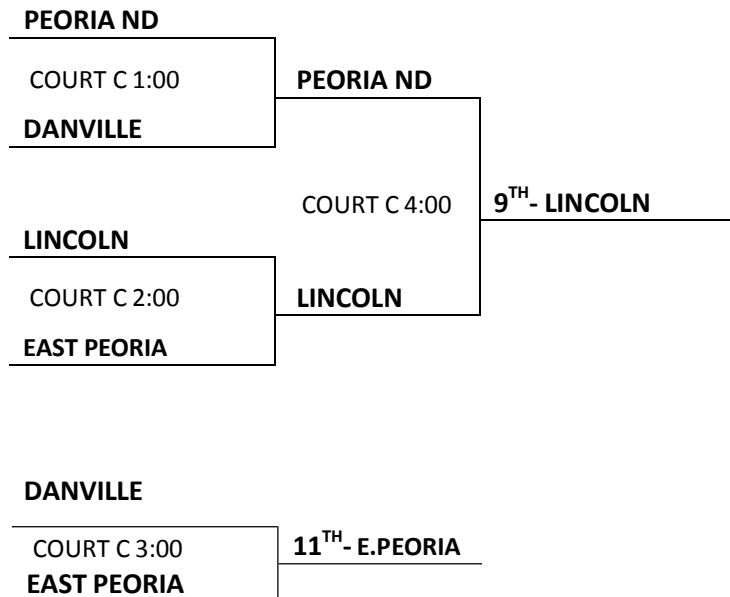 PEORIA ND
COURT C 1:00
PEORIA ND
DANVILLE
COURT C 4:00
9TH- LINCOLN
LINCOLN
COURT C 2:00
LINCOLN
EAST PEORIA
DANVILLE
COURT C 3:00
11TH- E.PEORIA
EAST PEORIA